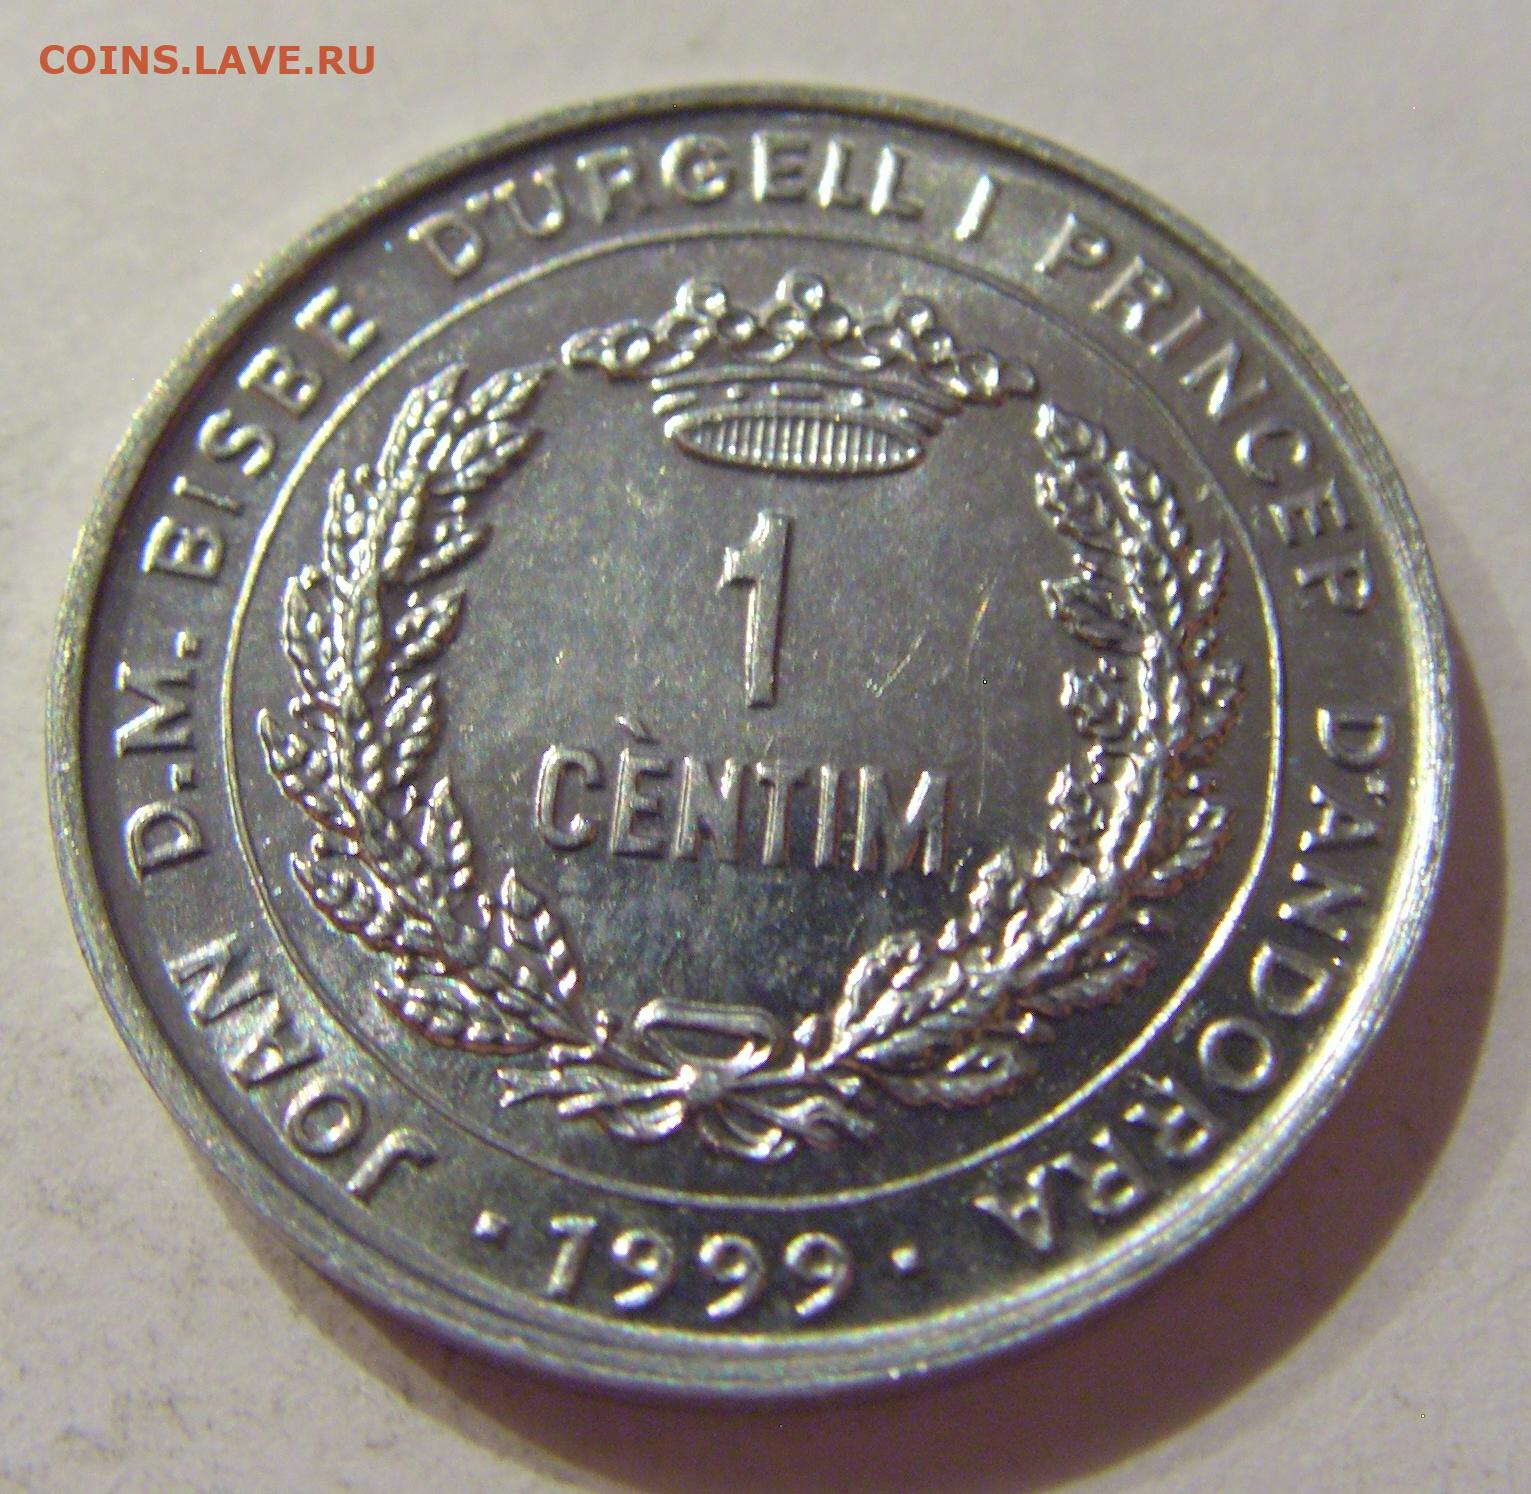 COINS.LAVE.RU
JOAN D.M. BISBE D'URGELL I PRINCEP D'ANDORRA
1
CÈNTIM
· 1999 ·